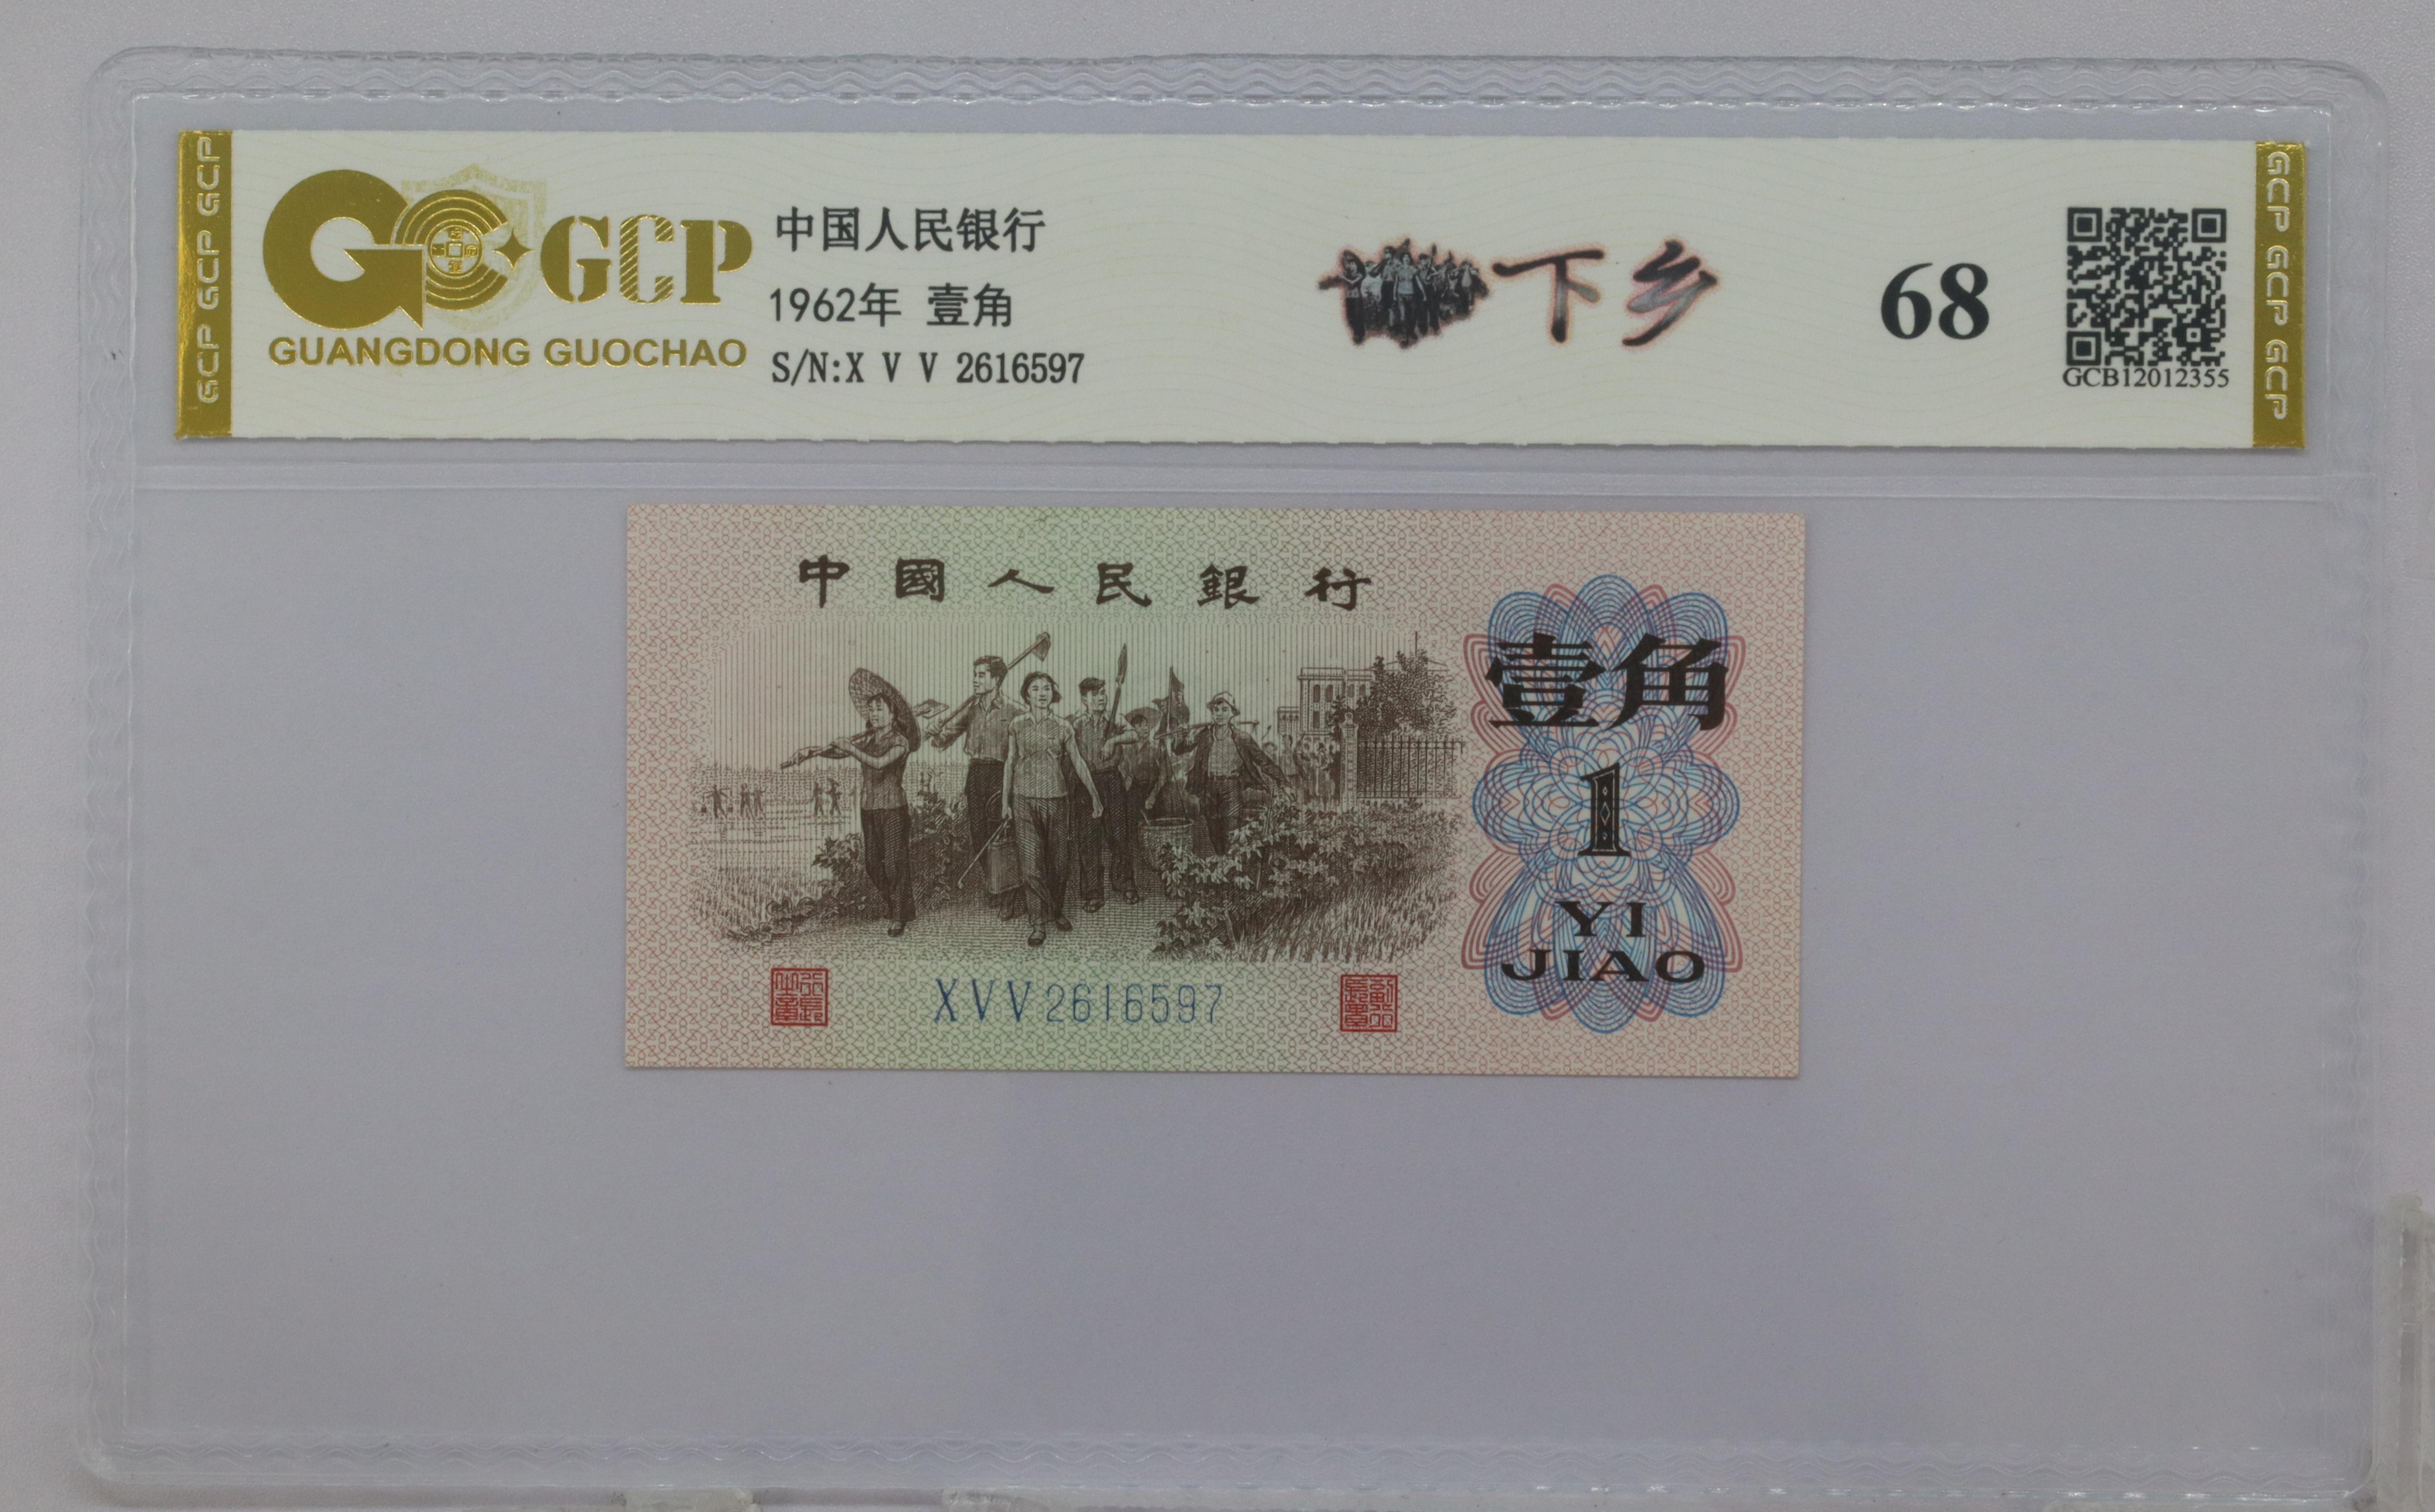 GCP GCP GCP
GCP
GUANGDONG GUOCHAO
中国人民银行
1962年 壹角
S/N:X V V 2616597
下乡
68
GCB12012355
GCP GCP GCP
中國人民銀行
壹角
1
YI
JIAO
XVV2616597